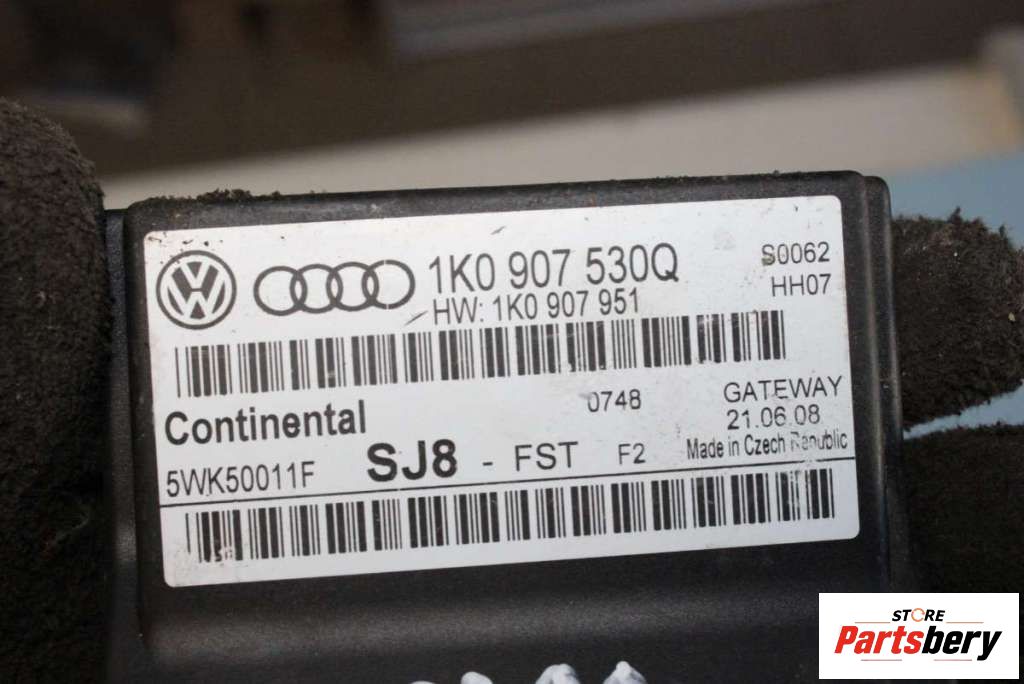 1K0 907 530Q
S0062
HW: 1K0 907 951
HH07
Continental
0748
GATEWAY
21.06.08
5WK50011F
SJ8 - FST F2
Made in Czech Republic
STORE
Partsbery